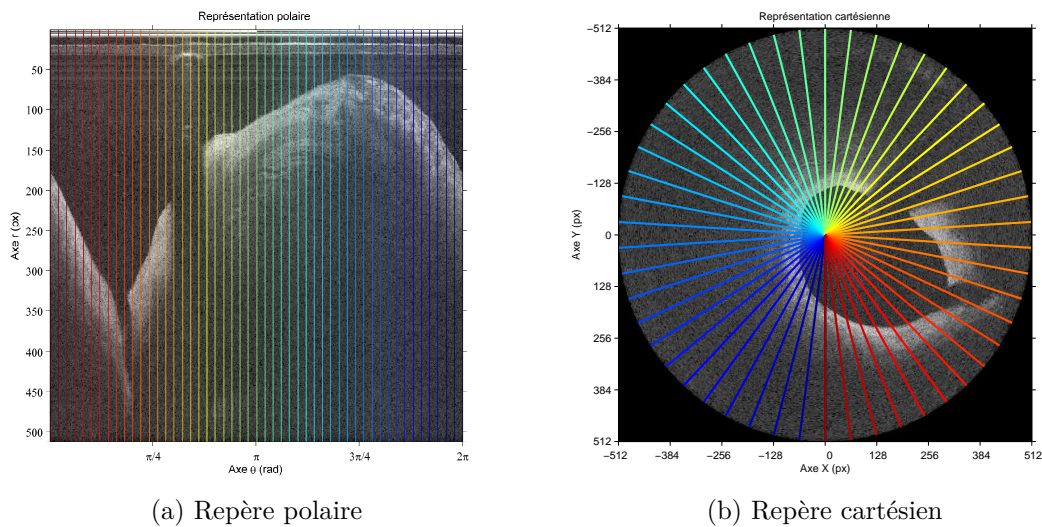 Représentation polaire
50
100
150
200
250
300
350
400
450
500
Axe r (px)
π/4
π
3π/4
2π
Axe θ (rad)
(a) Repère polaire
Représentation cartésienne
−512
−384
−256
−128
0
128
256
384
512
Axe Y (px)
−512
−384
−256
−128
0
128
256
384
512
Axe X (px)
(b) Repère cartésien